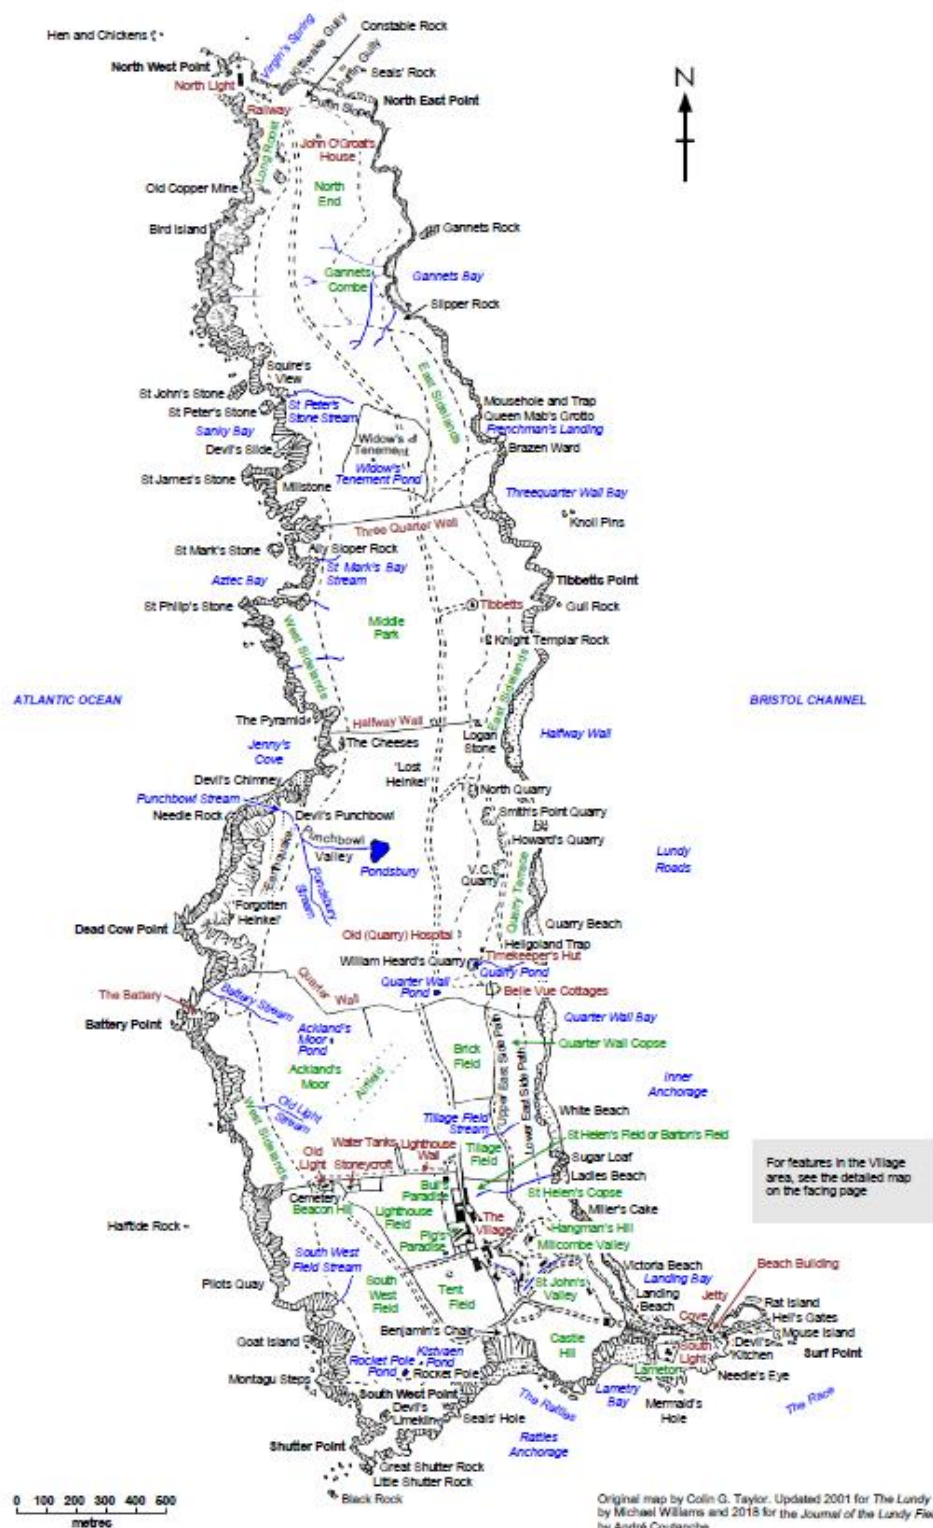 Hen and Chickens
Virgin's Spring
Kittiwake Gully
Constable Rock
Puffin Gully
North West Point
Seals' Rock
North Light
North East Point
Puffin Slope
Railway
Long Roost
John O'Groat's
House
N
North
End
Old Copper Mine
Bird Island
Gannets Rock
Gannets
Combe
Gannets Bay
Slipper Rock
Squire's
View
East Sidelands
St John's Stone
St Peter's Stone
St Peter's
Stone Stream
Mousehole and Trap
Queen Mab's Grotto
Frenchman's Landing
Sanky Bay
Devil's Slide
Widow's
Tenement
Brazen Ward
Widow's
Tenement Pond
St James's Stone
Millstone
Threequarter Wall Bay
Knoll Pins
Three Quarter Wall
St Mark's Stone
Ally Sloper Rock
St Mark's Bay
Stream
Aztec Bay
Tibbetts Point
St Philip's Stone
Tibbetts
Gull Rock
Middle
Park
Knight Templar Rock
West Sidelands
East Sidelands
ATLANTIC OCEAN
BRISTOL CHANNEL
The Pyramid
Halfway Wall
Logan
Stone
Halfway Wall
Jenny's
Cove
The Cheeses
'Lost
Heinkel'
Devil's Chimney
Punchbowl Stream
Needle Rock
North Quarry
Smith's Point Quarry
Devil's Punchbowl
Howard's Quarry
Punchbowl
Valley
'Earthquake'
Pondsbury
Lundy
Roads
V.C.
Quarry
Quarry Terrace
Pondsbury
Stream
'Forgotten
Heinkel'
Dead Cow Point
Quarry Beach
Old (Quarry) Hospital
Heligoland Trap
Timekeeper's Hut
William Heard's Quarry
Quarry Pond
Quarter Wall
Quarter Wall
Pond
Belle Vue Cottages
The Battery
Battery Stream
Battery Point
Quarter Wall Bay
Ackland's
Moor
Pond
Upper East Side Path
Lower East Side Path
Quarter Wall Copse
Brick
Field
Ackland's
Moor
Airfield
Inner
Anchorage
Old Light
Stream
White Beach
Tillage Field
Stream
West Sidelands
St Helen's Field or Barton's Field
Water Tanks
Lighthouse
Wall
Tillage
Field
Old
Light
Stoneycroft
Sugar Loaf
Ladies Beach
Cemetery
Beacon Hill
Bull's
Paradise
St Helen's Copse
Lighthouse
Field
Miller's Cake
Halftide Rock
The
Village
Pig's
Paradise
Hangman's Hill
Millcombe Valley
For features in the Village
area, see the detailed map
on the facing page
South West
Field Stream
Victoria Beach
Beach Building
Landing Bay
Pilots Quay
South
West
Field
Tent
Field
St John's
Valley
Landing
Beach
Jetty
Cove
Rat Island
Hell's Gates
Mouse Island
Benjamin's Chair
Goat Island
Castle
Hill
South
Light
Devil's
Kitchen
Surf Point
Kistvaen
Pond
Rocket Pole
Pond
Rocket Pole
Lametor
Needle's Eye
Montagu Steps
South West Point
Lametry
Bay
Mermaid's
Hole
The Race
Devil's
Limekiln
Seals' Hole
The Rattles
Rattles
Anchorage
Shutter Point
Great Shutter Rock
Little Shutter Rock
Black Rock
0 100 200 400 600
metres
Original map by Colin G. Taylor. Updated 2001 for The Lundy
by Michael Williams and 2018 for the Journal of the Lundy Fie
by André Coutanche